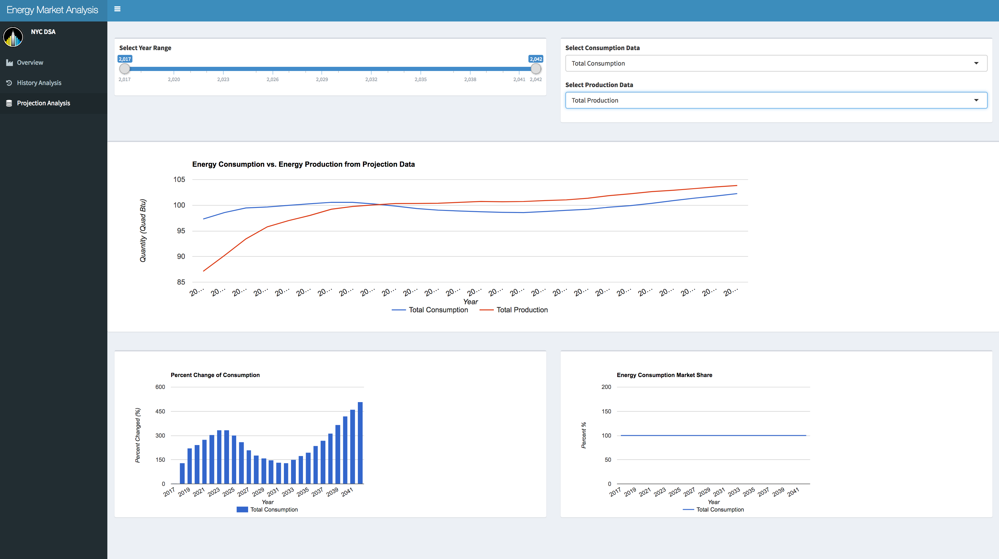 Energy Market Analysis
NYC DSA
Overview
History Analysis
Projection Analysis
Select Year Range
2,017 2,042
2,017 2,020 2,023 2,026 2,029 2,032 2,035 2,038 2,041 2,042
Select Consumption Data
Total Consumption
Select Production Data
Total Production
Energy Consumption vs. Energy Production from Projection Data
Quantity (Quad Btu)
105
100
95
90
85
20... 20... 20... 20... 20... 20... 20... 20... 20... 20... 20... 20... 20... 20... 20... 20... 20... 20... 20... 20... 20... 20... 20... 20... 20... 20...
Year
Total Consumption Total Production
Percent Change of Consumption
Percent Changed (%)
600
450
300
150
0
2017 2019 2021 2023 2025 2027 2029 2031 2033 2035 2037 2039 2041
Year
Total Consumption
Energy Consumption Market Share
Percent %
200
150
100
50
0
2017 2019 2021 2023 2025 2027 2029 2031 2033 2035 2037 2039 2041
Year
Total Consumption